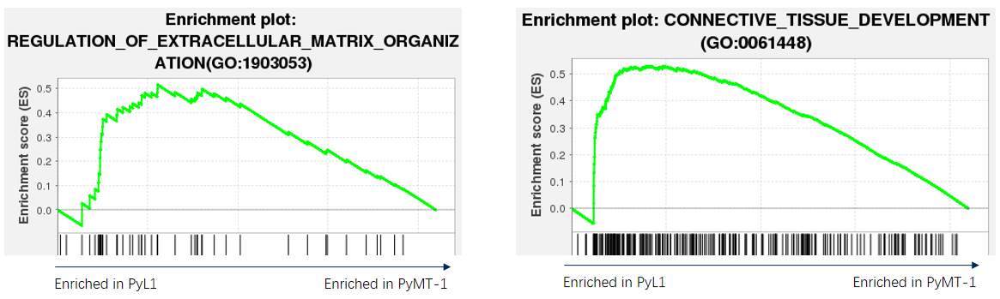 Enrichment plot:
REGULATION_OF_EXTRACELLULAR_MATRIX_ORGANIZ
ATION(GO:1903053)
Enrichment score (ES)
0.5
0.4
0.3
0.2
0.1
0.0
Enriched in PyL1
Enriched in PyMT-1
Enrichment plot: CONNECTIVE_TISSUE_DEVELOPMENT
(GO:0061448)
Enrichment score (ES)
0.5
0.4
0.3
0.2
0.1
0.0
Enriched in PyL1
Enriched in PyMT-1